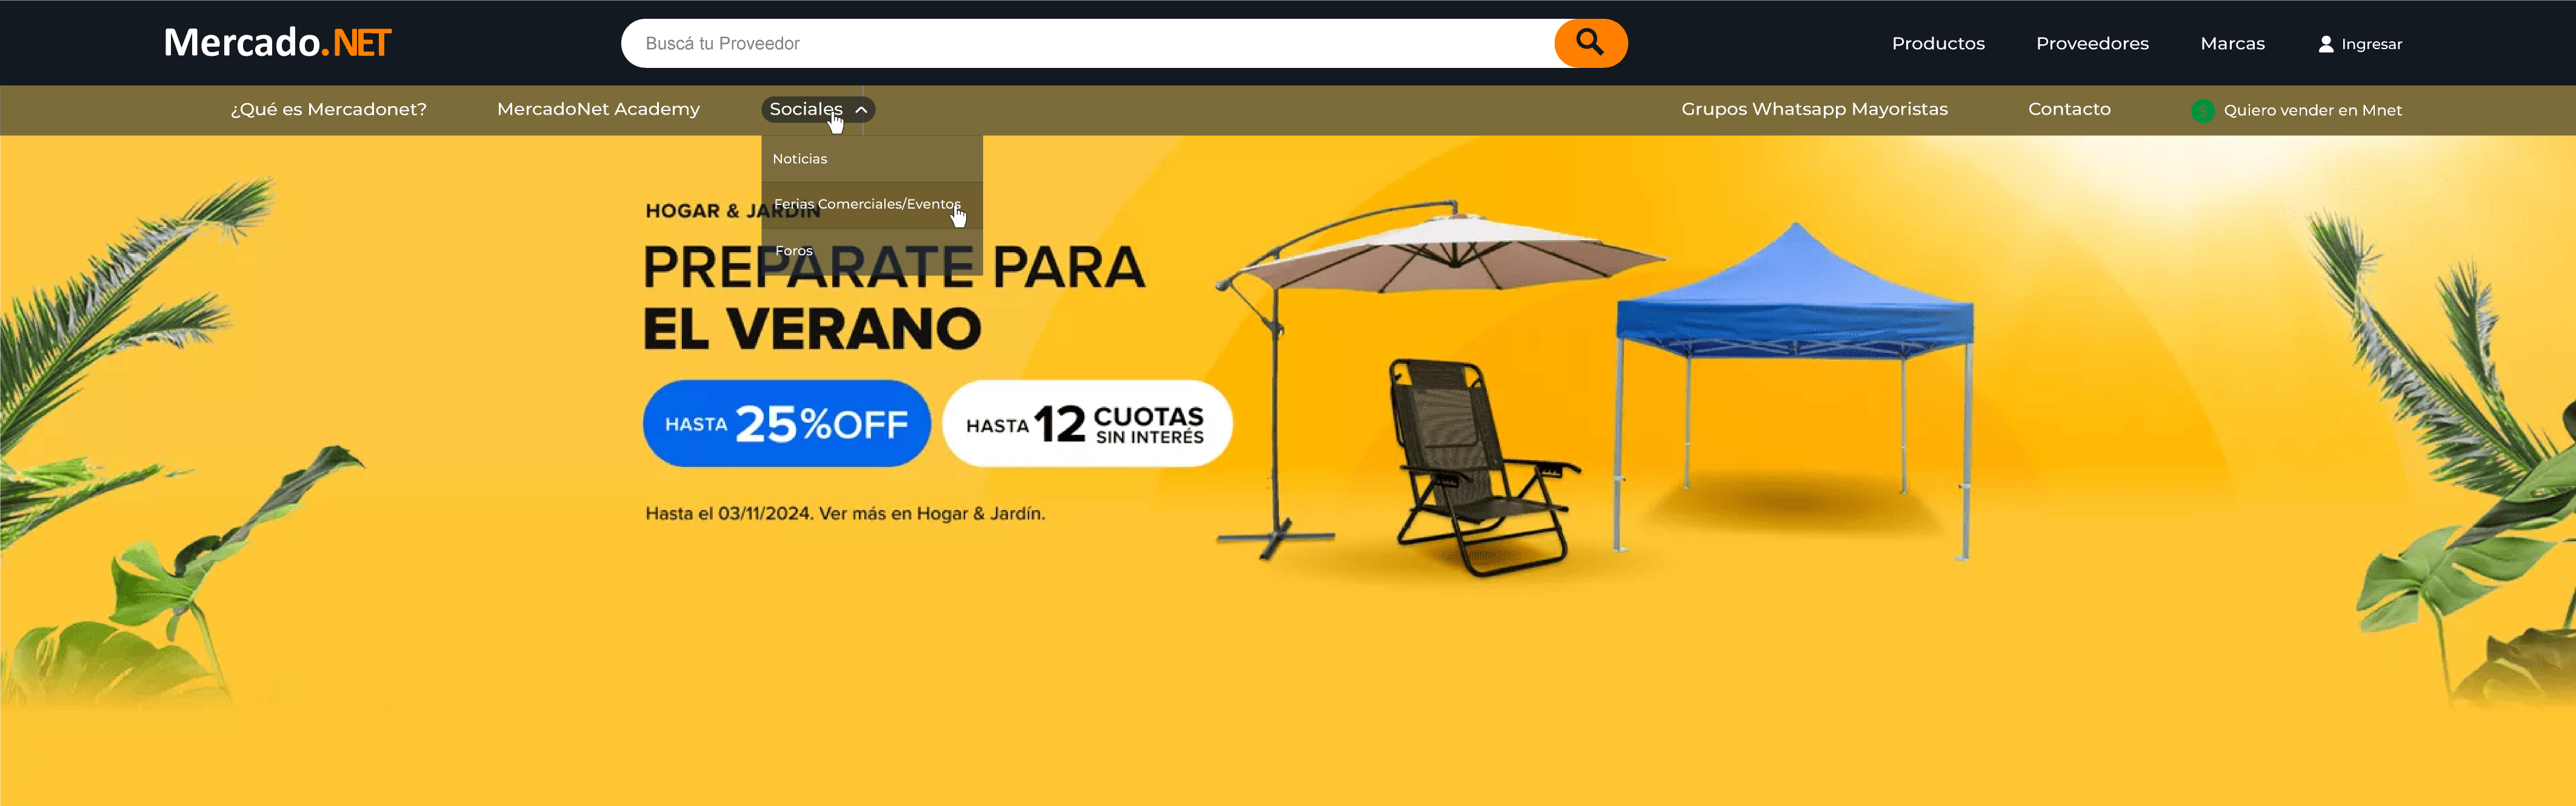 Mercado.NET
Buscá tu Proveedor
Productos
Proveedores
Marcas
Ingresar
¿Qué es Mercadonet?
MercadoNet Academy
Sociales
Grupos Whatsapp Mayoristas
Contacto
$ Quiero vender en Mnet
Noticias
Ferias Comerciales/Eventos
Foros
HOGAR & JARDÍN
PREPARATE PARA
EL VERANO
HASTA 25%OFF
HASTA 12 CUOTAS
SIN INTERÉS
Hasta el 03/11/2024. Ver más en Hogar & Jardín.